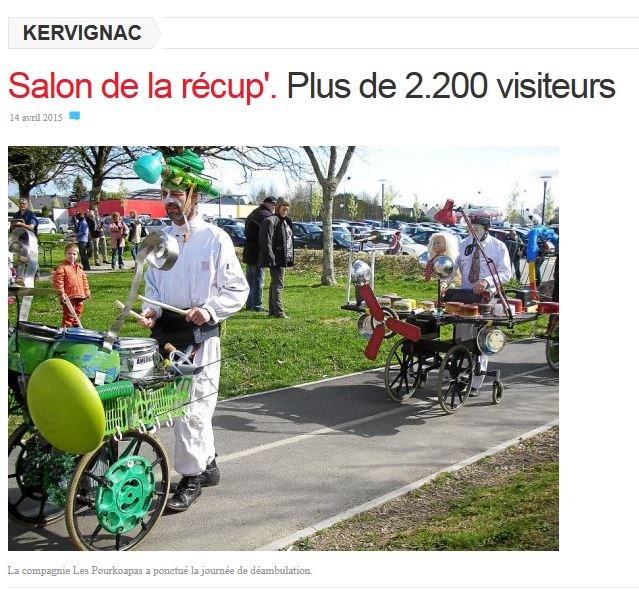 KERVIGNAC
Salon de la récup'. Plus de 2.200 visiteurs
14 avril 2015
La compagnie Les Pourkoapas a ponctué la journée de déambulation.